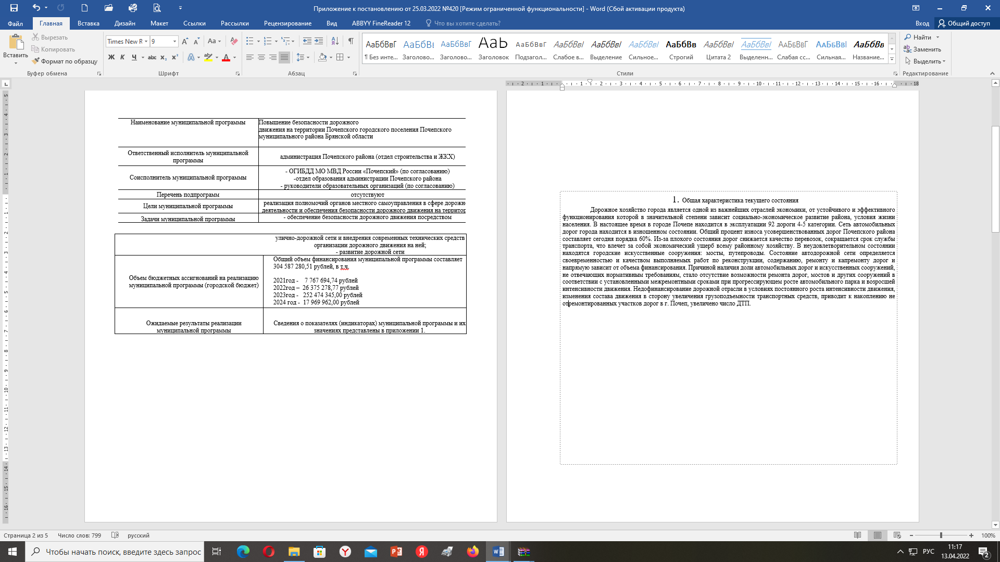 Приложение к постановлению от 25.03.2022 №420 [Режим ограниченной функциональности] - Word (Сбой активации продукта)
Файл Главная Вставка Дизайн Макет Ссылки Рассылки Рецензирование Вид ABBYY FineReader 12 Что вы хотите сделать? Вход Общий доступ
Вставить
Вырезать
Копировать
Формат по образцу
Буфер обмена
Times New R 9
Ж К Ч abc x₂ x²
Шрифт
Абзац
АаБбВвГ АаБбВ АаБбВвГ АаЬ АаБбВвГ АаБбВвІ АаБбВвІ АаБбВвІ АаБбВв АаБбВвІ АаБбВвІ ААББВВГ ААББВВІ АаБбВв
¶ Без инте... Заголово... Заголово... Заголовок Подзагол... Слабое в... Выделение Сильное... Строгий Цитата 2 Выделенн... Слабая сс... Сильная... Название...
Стили
Найти
Заменить
Выделить
Редактирование
Наименование муниципальной программы
Повышение безопасности дорожного
движения на территории Почепского городского поселения Почепского
муниципального района Брянской области
Ответственный исполнитель муниципальной
программы
администрация Почепского района (отдел строительства и ЖКХ)
Соисполнитель муниципальной программы
- ОГИБДД МО МВД России «Почепский» (по согласованию)
-отдел образования администрации Почепского района
- руководители образовательных организаций (по согласованию)
Перечень подпрограмм
отсутствуют
Цели муниципальной программы
реализация полномочий органов местного самоуправления в сфере дорожн
деятельности и обеспечения безопасности дорожного движения на территор
Задачи муниципальной программы
- обеспечение безопасности дорожного движения посредством
улично-дорожной сети и внедрения современных технических средств
организации дорожного движения на ней;
- развитие дорожной сети
Объем бюджетных ассигнований на реализацию
муниципальной программы (городской бюджет)
Общий объем финансирования муниципальной программы составляет
304 587 280,51 рублей, в т.ч.
2021год - 7 767 694,74 рублей
2022год – 26 375 278,77 рублей
2023год - 252 474 345,00 рублей
2024 год - 17 969 962,00 рублей
Ожидаемые результаты реализации
муниципальной программы
Сведения о показателях (индикаторах) муниципальной программы и их
значениях представлены в приложении 1.
1. Общая характеристика текущего состояния
Дорожное хозяйство города является одной из важнейших отраслей экономики, от устойчивого и эффективного
функционирования которой в значительной степени зависит социально-экономическое развитие района, условия жизни
населения. В настоящее время в городе Почепе находится в эксплуатации 92 дороги 4-5 категории. Сеть автомобильных
дорог города находится в изношенном состоянии. Общий процент износа усовершенствованных дорог Почепского района
составляет сегодня порядка 60%. Из-за плохого состояния дорог снижается качество перевозок, сокращается срок службы
транспорта, что влечет за собой экономический ущерб всему районному хозяйству. В неудовлетворительном состоянии
находятся городские искусственные сооружения: мосты, путепроводы. Состояние автодорожной сети определяется
своевременностью и качеством выполняемых работ по реконструкции, содержанию, ремонту и капремонту дорог и
напрямую зависит от объема финансирования. Причиной наличия доли автомобильных дорог и искусственных сооружений,
не отвечающих нормативным требованиям, стало отсутствие возможности ремонта дорог, мостов и других сооружений в
соответствии с установленными межремонтными сроками при прогрессирующем росте автомобильного парка и возросшей
интенсивности движения. Недофинансирование дорожной отрасли в условиях постоянного роста интенсивности движения,
изменения состава движения в сторону увеличения грузоподъемности транспортных средств, приводит к накоплению не
отремонтированных участков дорог в г. Почеп, увеличено число ДТП.
Страница 2 из 5 Число слов: 799 русский 100%
Чтобы начать поиск, введите здесь запрос
РУС
11:17
13.04.2022
2